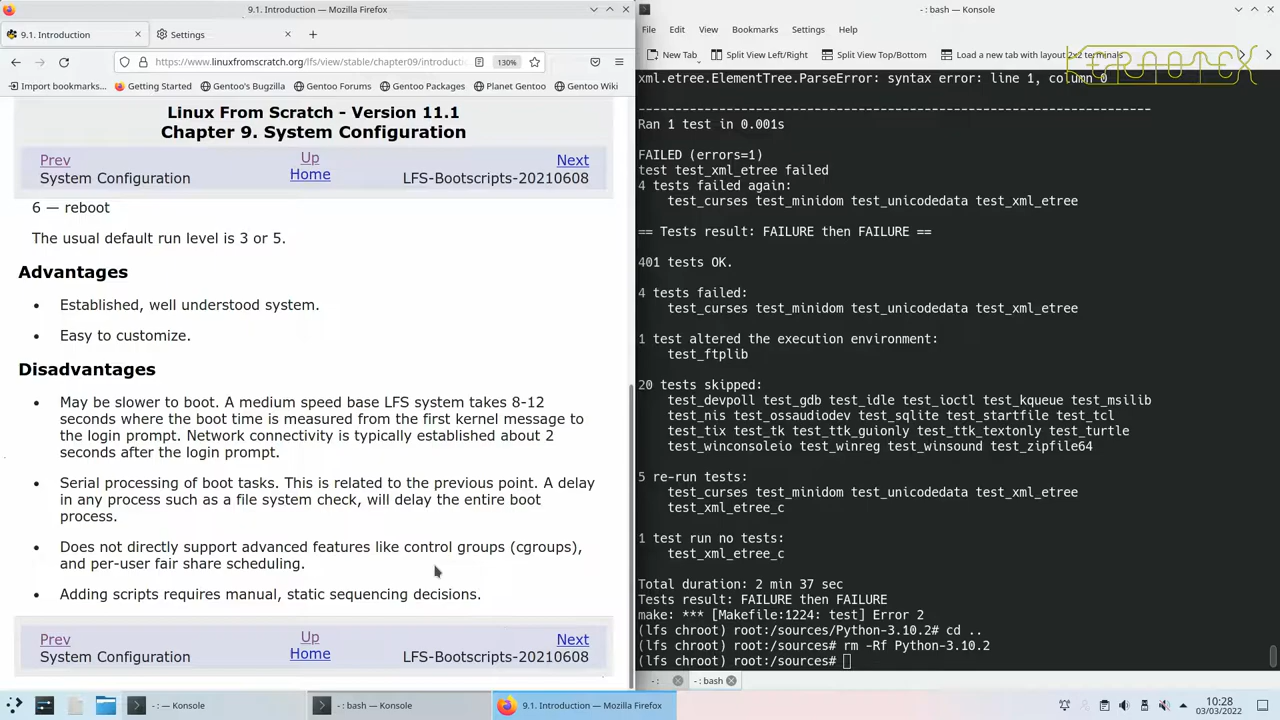 9.1. Introduction — Mozilla Firefox
9.1. Introduction
Settings
https://www.linuxfromscratch.org/lfs/view/stable/chapter09/introduct
130%
Import bookmarks...
Getting Started
Gentoo's Bugzilla
Gentoo Forums
Gentoo Packages
Planet Gentoo
Gentoo Wiki
Linux From Scratch - Version 11.1
Chapter 9. System Configuration
Prev
Up
Next
System Configuration
Home
LFS-Bootscripts-20210608
6 — reboot
The usual default run level is 3 or 5.
Advantages
• Established, well understood system.
• Easy to customize.
Disadvantages
• May be slower to boot. A medium speed base LFS system takes 8-12
seconds where the boot time is measured from the first kernel message to
the login prompt. Network connectivity is typically established about 2
seconds after the login prompt.
• Serial processing of boot tasks. This is related to the previous point. A delay
in any process such as a file system check, will delay the entire boot
process.
• Does not directly support advanced features like control groups (cgroups),
and per-user fair share scheduling.
• Adding scripts requires manual, static sequencing decisions.
Prev
Up
Next
System Configuration
Home
LFS-Bootscripts-20210608
- : bash — Konsole
File Edit View Bookmarks Settings Help
New Tab
Split View Left/Right
Split View Top/Bottom
Load a new tab with layout 2x2 terminals
xml.etree.ElementTree.ParseError: syntax error: line 1, column 0
----------------------------------------------------------------------
Ran 1 test in 0.001s
FAILED (errors=1)
test test_xml_etree failed
4 tests failed again:
test_curses test_minidom test_unicodedata test_xml_etree
== Tests result: FAILURE then FAILURE ==
401 tests OK.
4 tests failed:
test_curses test_minidom test_unicodedata test_xml_etree
1 test altered the execution environment:
test_ftplib
20 tests skipped:
test_devpoll test_gdb test_idle test_ioctl test_kqueue test_msilib
test_nis test_ossaudiodev test_sqlite test_startfile test_tcl
test_tix test_tk test_ttk_guionly test_ttk_textonly test_turtle
test_winconsoleio test_winreg test_winsound test_zipfile64
5 re-run tests:
test_curses test_minidom test_unicodedata test_xml_etree
test_xml_etree_c
1 test run no tests:
test_xml_etree_c
Total duration: 2 min 37 sec
Tests result: FAILURE then FAILURE
make: *** [Makefile:1224: test] Error 2
(lfs chroot) root:/sources/Python-3.10.2# cd ..
(lfs chroot) root:/sources# rm -Rf Python-3.10.2
(lfs chroot) root:/sources#
- :
- : bash
- : — Konsole
- : bash — Konsole
9.1. Introduction — Mozilla Firefox
10:28
03/03/2022